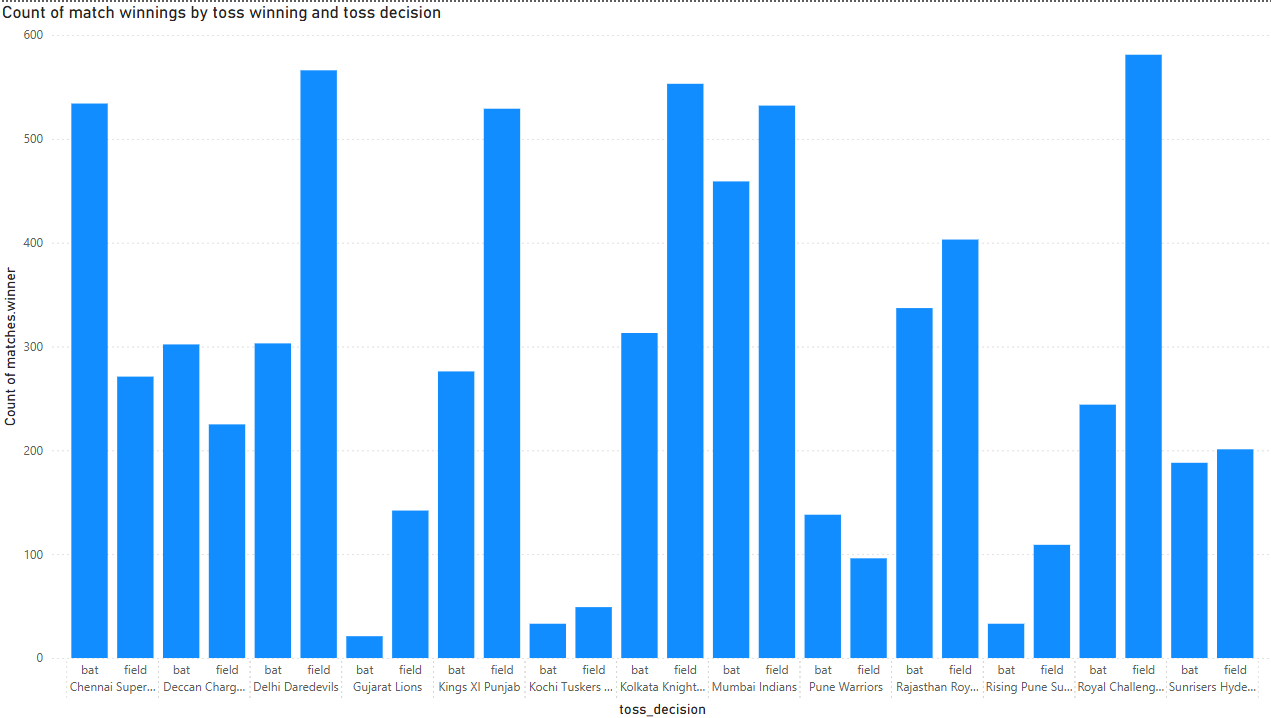 Count of match winnings by toss winning and toss decision
600
500
400
300
200
100
0
Count of matches.winner
bat field bat field bat field bat field bat field bat field bat field bat field bat field bat field bat field bat field bat field
Chennai Super... Deccan Charg... Delhi Daredevils Gujarat Lions Kings XI Punjab Kochi Tuskers ... Kolkata Knight... Mumbai Indians Pune Warriors Rajasthan Roy... Rising Pune Su... Royal Challeng... Sunrisers Hyde...
toss_decision